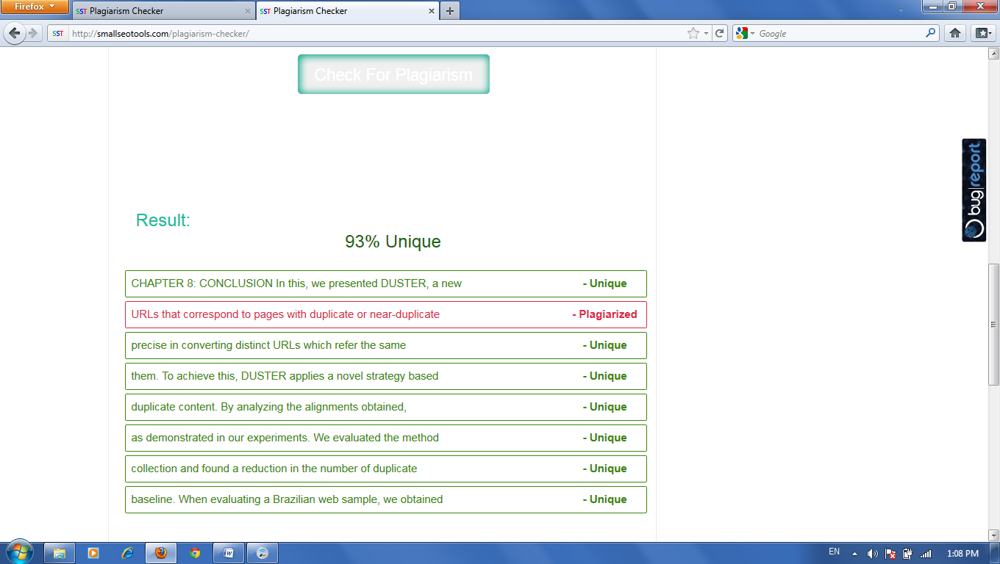 Firefox
SST Plagiarism Checker
SST Plagiarism Checker
SST http://smallseotools.com/plagiarism-checker/
Google
Check For Plagiarism
bug|report
Result:
93% Unique
CHAPTER 8: CONCLUSION In this, we presented DUSTER, a new - Unique
URLs that correspond to pages with duplicate or near-duplicate - Plagiarized
precise in converting distinct URLs which refer the same - Unique
them. To achieve this, DUSTER applies a novel strategy based - Unique
duplicate content. By analyzing the alignments obtained, - Unique
as demonstrated in our experiments. We evaluated the method - Unique
collection and found a reduction in the number of duplicate - Unique
baseline. When evaluating a Brazilian web sample, we obtained - Unique
EN 1:08 PM